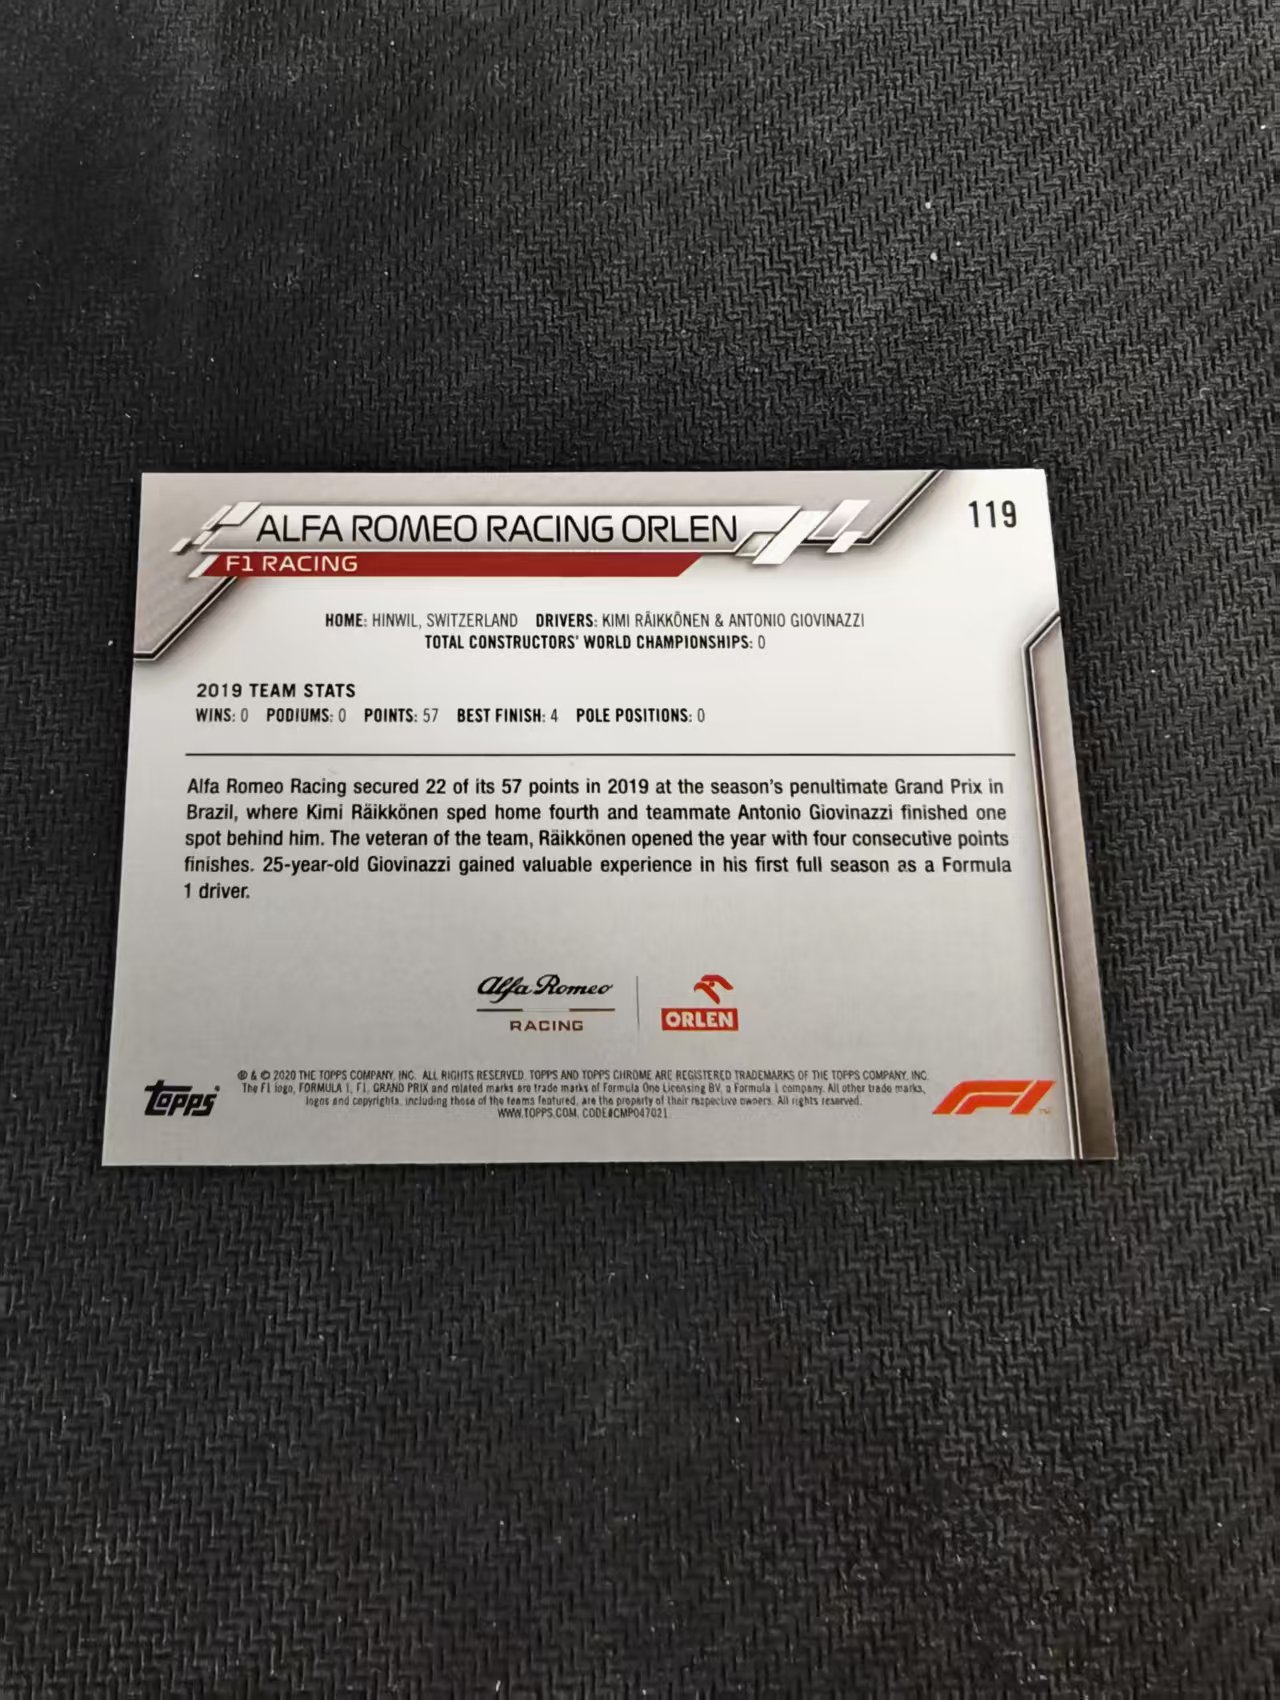 ALFA ROMEO RACING ORLEN
119
F1 RACING
HOME: HINWIL, SWITZERLAND DRIVERS: KIMI RÄIKKÖNEN & ANTONIO GIOVINAZZI
TOTAL CONSTRUCTORS' WORLD CHAMPIONSHIPS: 0
2019 TEAM STATS
WINS: 0 PODIUMS: 0 POINTS: 57 BEST FINISH: 4 POLE POSITIONS: 0
Alfa Romeo Racing secured 22 of its 57 points in 2019 at the season's penultimate Grand Prix in
Brazil, where Kimi Räikkönen sped home fourth and teammate Antonio Giovinazzi finished one
spot behind him. The veteran of the team, Räikkönen opened the year with four consecutive points
finishes. 25-year-old Giovinazzi gained valuable experience in his first full season as a Formula
1 driver.
Alfa Romeo
RACING
ORLEN
® & © 2020 THE TOPPS COMPANY, INC. ALL RIGHTS RESERVED. TOPPS AND TOPPS CHROME ARE REGISTERED TRADEMARKS OF THE TOPPS COMPANY, INC.
The F1 logo, FORMULA 1, F1, GRAND PRIX and related marks are trade marks of Formula One Licensing BV, a Formula 1 company. All other trade marks,
logos and copyrights, including those of the teams featured, are the property of their respective owners. All rights reserved.
WWW.TOPPS.COM. CODE#CMP047021
TOPPS
F1